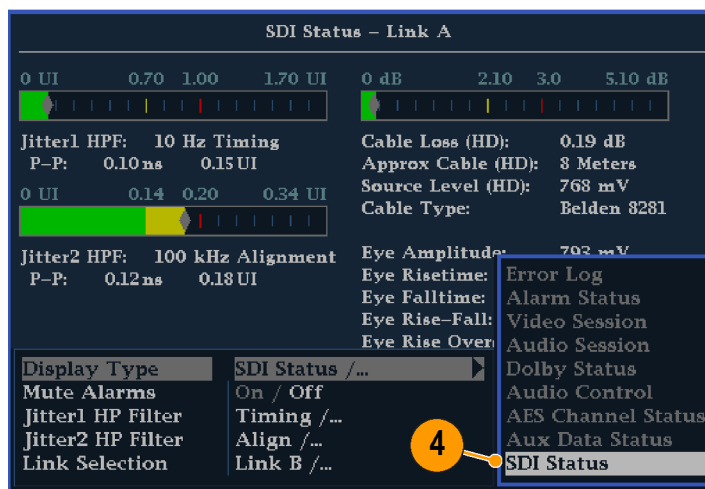 SDI Status – Link A
0 UI 0.70 1.00 1.70 UI
Jitter1 HPF: 10 Hz Timing
P–P: 0.10 ns 0.15 UI
0 UI 0.14 0.20 0.34 UI
Jitter2 HPF: 100 kHz Alignment
P–P: 0.12 ns 0.18 UI
0 dB 2.10 3.0 5.10 dB
Cable Loss (HD): 0.19 dB
Approx Cable (HD): 8 Meters
Source Level (HD): 768 mV
Cable Type: Belden 8281
Eye Amplitude: 793 mV
Eye Risetime:
Eye Falltime:
Eye Rise–Fall:
Eye Rise Over
Display Type SDI Status /...
Mute Alarms On / Off
Jitter1 HP Filter Timing /...
Jitter2 HP Filter Align /...
Link Selection Link B /...
Error Log
Alarm Status
Video Session
Audio Session
Dolby Status
Audio Control
AES Channel Status
Aux Data Status
SDI Status
4